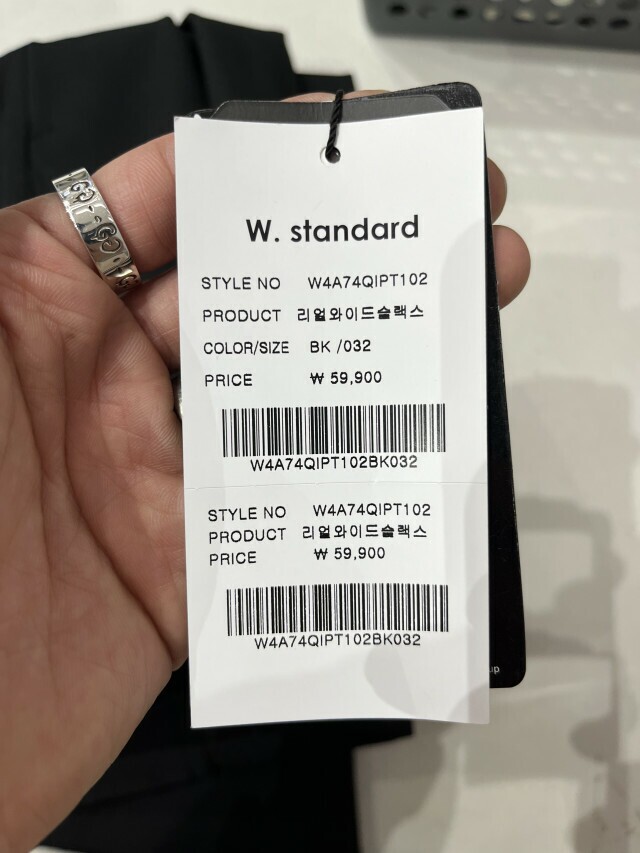 W. standard
STYLE NO W4A74QIPT102
PRODUCT 리얼와이드슬랙스
COLOR/SIZE BK /032
PRICE ₩ 59,900
W4A74QIPT102BK032
STYLE NO W4A74QIPT102
PRODUCT 리얼와이드슬랙스
PRICE ₩ 59,900
W4A74QIPT102BK032